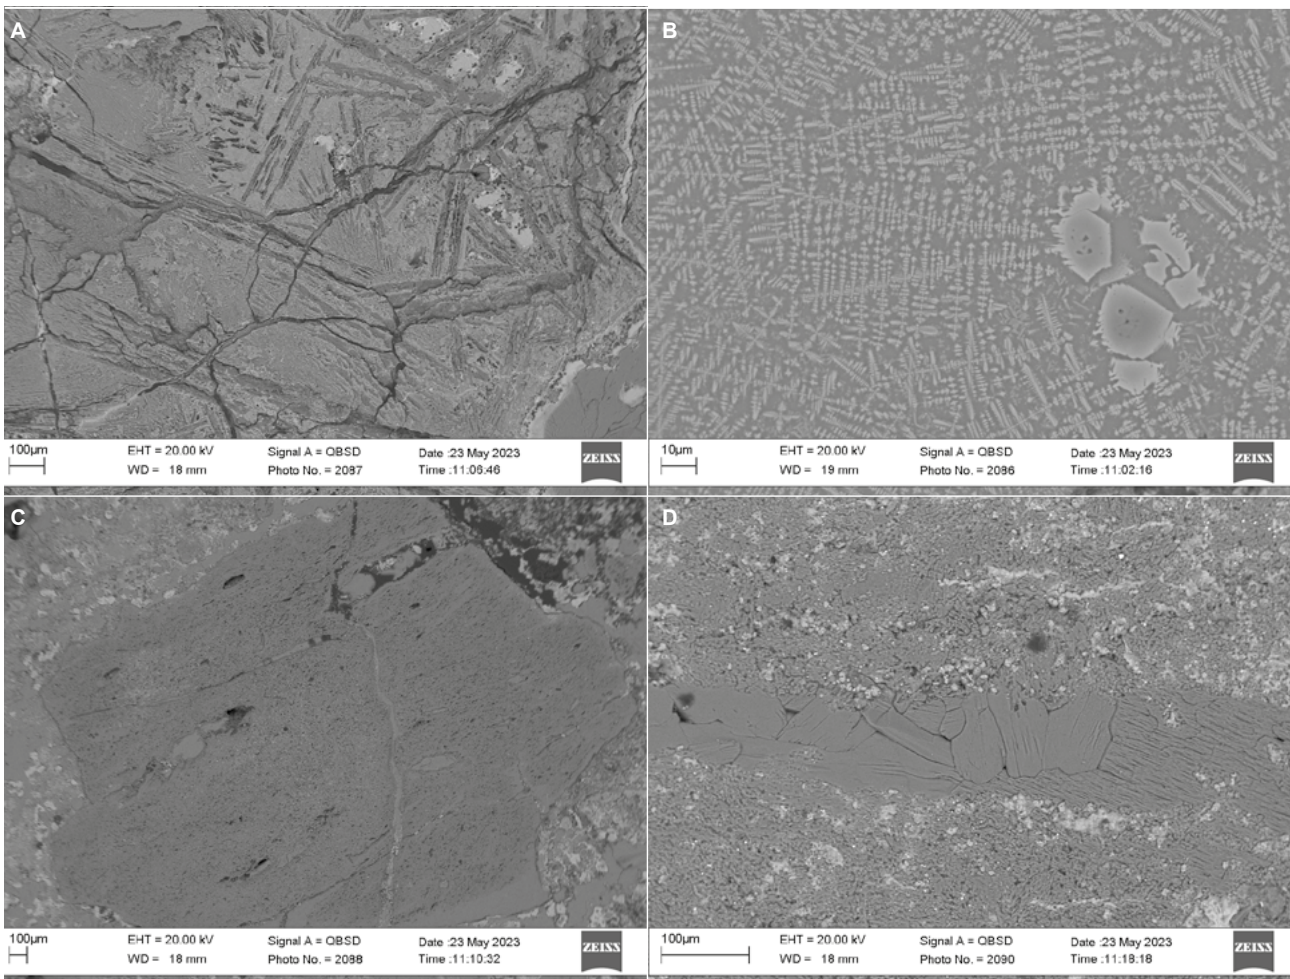 A
100µm
EHT = 20.00 kV
WD = 18 mm
Signal A = QBSD
Photo No. = 2087
Date :23 May 2023
Time :11:06:46
ZEISS
B
10µm
EHT = 20.00 kV
WD = 19 mm
Signal A = QBSD
Photo No. = 2086
Date :23 May 2023
Time :11:02:16
ZEISS
C
100µm
EHT = 20.00 kV
WD = 18 mm
Signal A = QBSD
Photo No. = 2088
Date :23 May 2023
Time :11:10:32
ZEISS
D
100µm
EHT = 20.00 kV
WD = 18 mm
Signal A = QBSD
Photo No. = 2090
Date :23 May 2023
Time :11:18:18
ZEISS